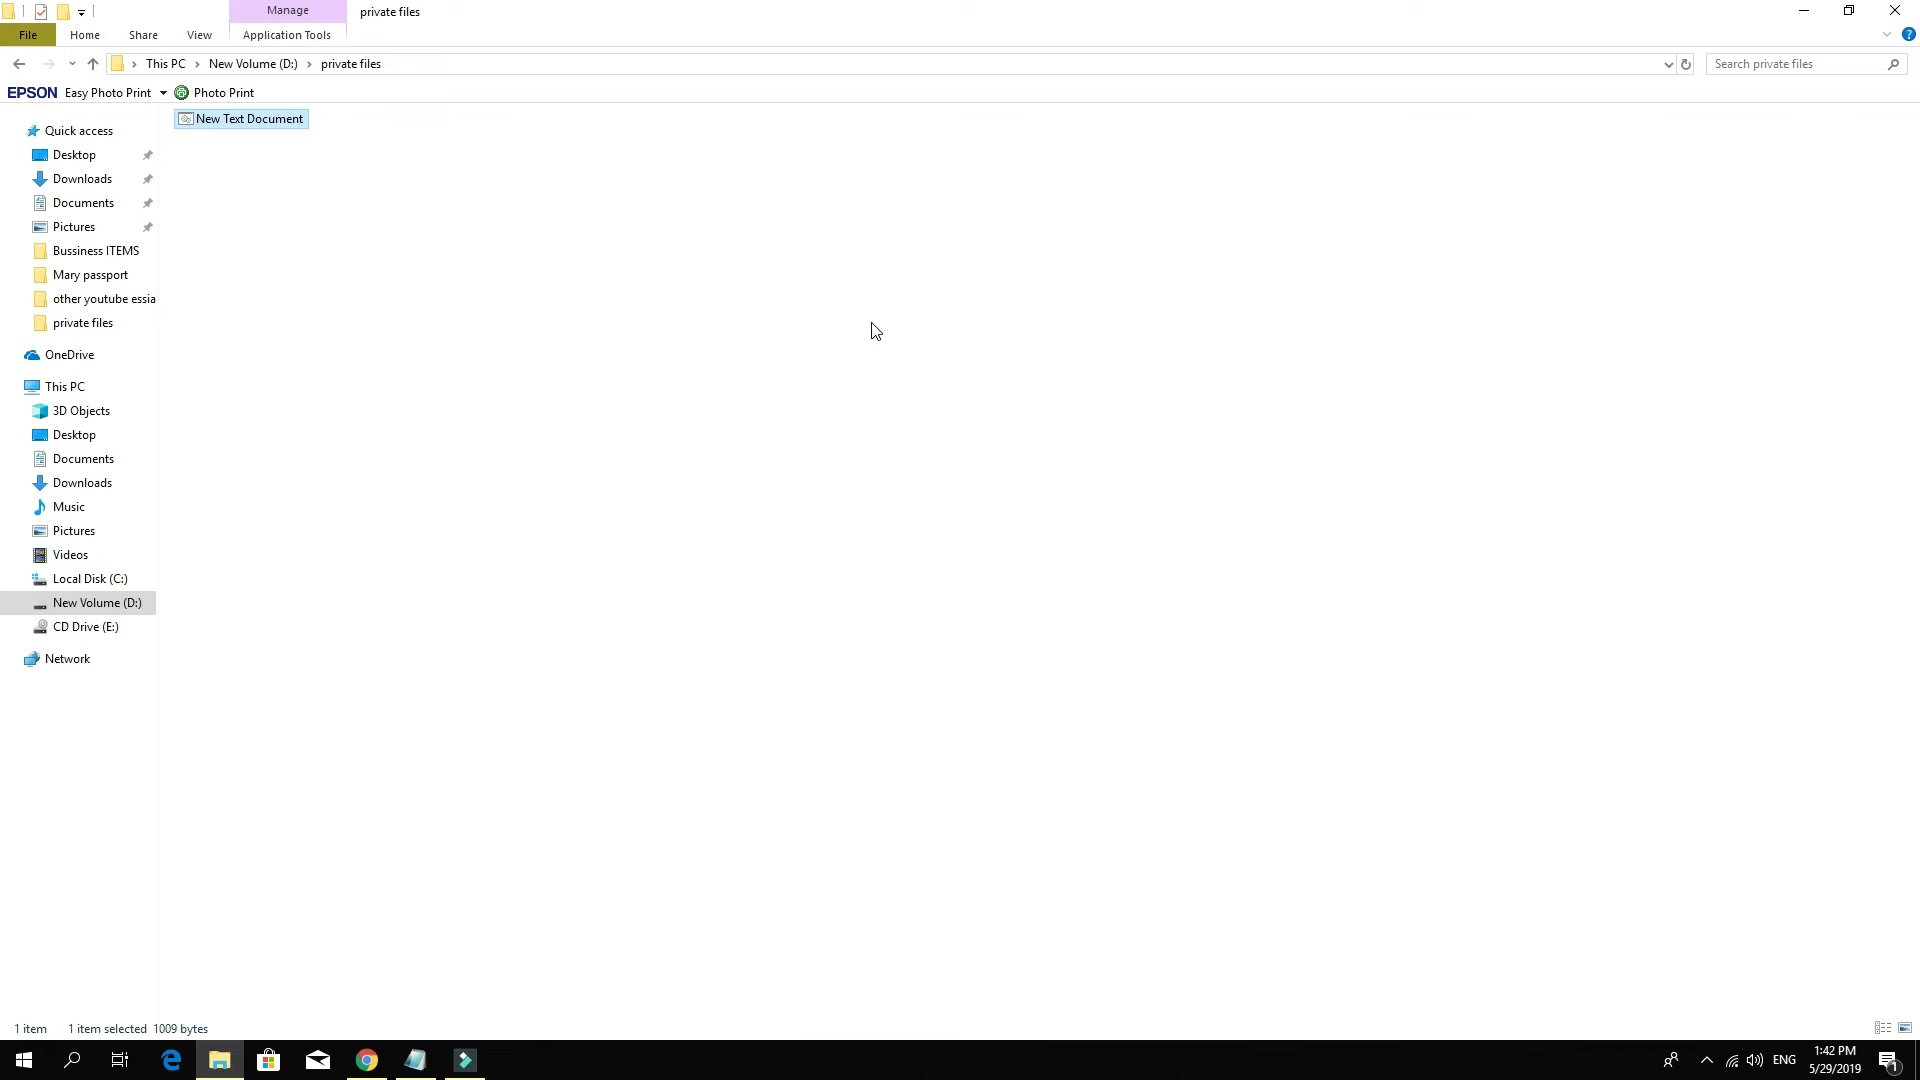 Manage
private files
File
Home
Share
View
Application Tools
This PC
New Volume (D:)
private files
Search private files
EPSON Easy Photo Print
Photo Print
New Text Document
Quick access
Desktop
Downloads
Documents
Pictures
Bussiness ITEMS
Mary passport
other youtube essia
private files
OneDrive
This PC
3D Objects
Desktop
Documents
Downloads
Music
Pictures
Videos
Local Disk (C:)
New Volume (D:)
CD Drive (E:)
Network
1 item
1 item selected 1009 bytes
ENG
1:42 PM
5/29/2019
1